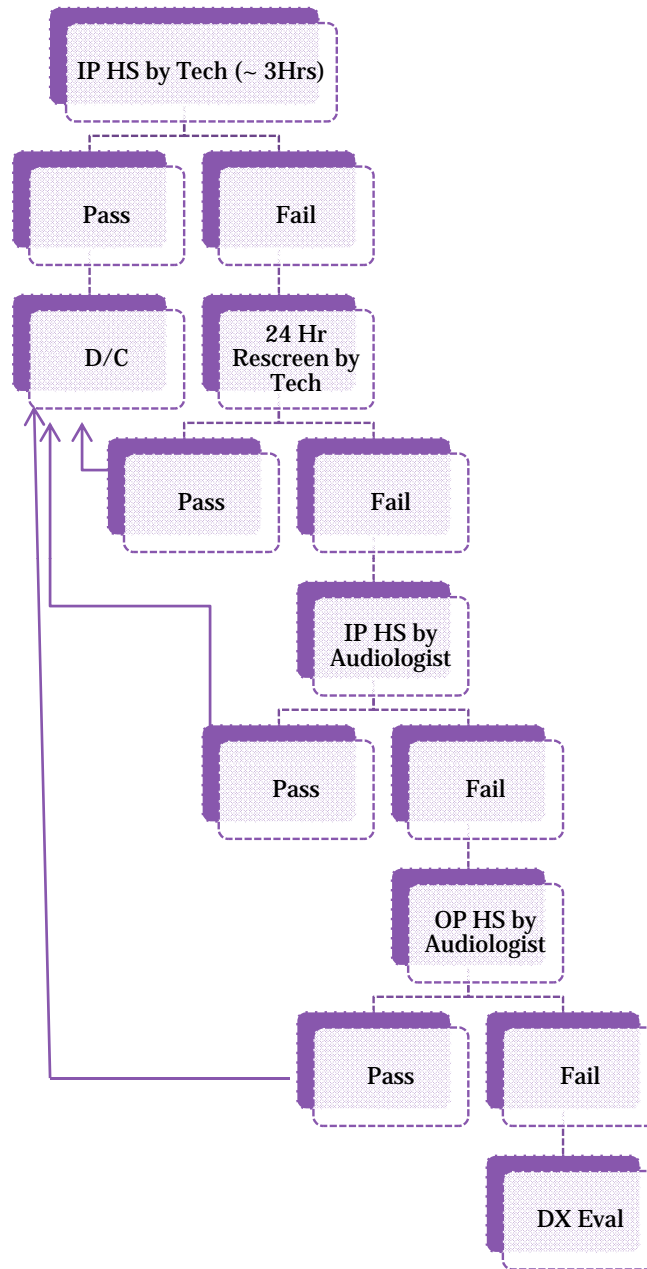 IP HS by Tech (~ 3Hrs)
Pass
Fail
D/C
24 Hr
Rescreen by
Tech
Pass
Fail
IP HS by
Audiologist
Pass
Fail
OP HS by
Audiologist
Pass
Fail
DX Eval